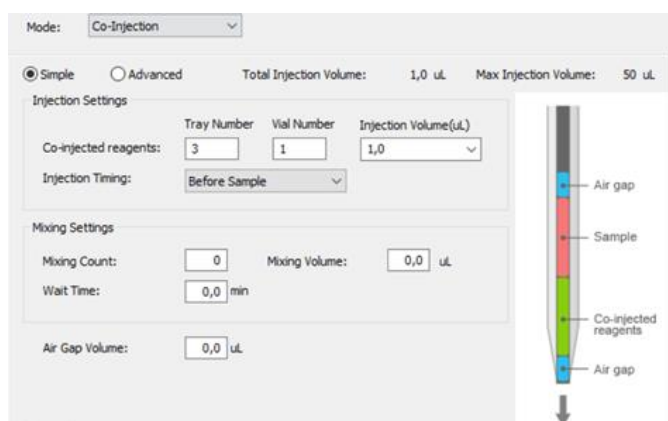 Mode: Co-Injection
Simple Advanced Total Injection Volume: 1,0 uL Max Injection Volume: 50 uL
Injection Settings
Tray Number Vial Number Injection Volume(uL)
Co-injected reagents: 3 1 1,0
Injection Timing: Before Sample
Mixing Settings
Mixing Count: 0 Mixing Volume: 0,0 uL
Wait Time: 0,0 min
Air Gap Volume: 0,0 uL
Air gap
Sample
Co-injected
reagents
Air gap